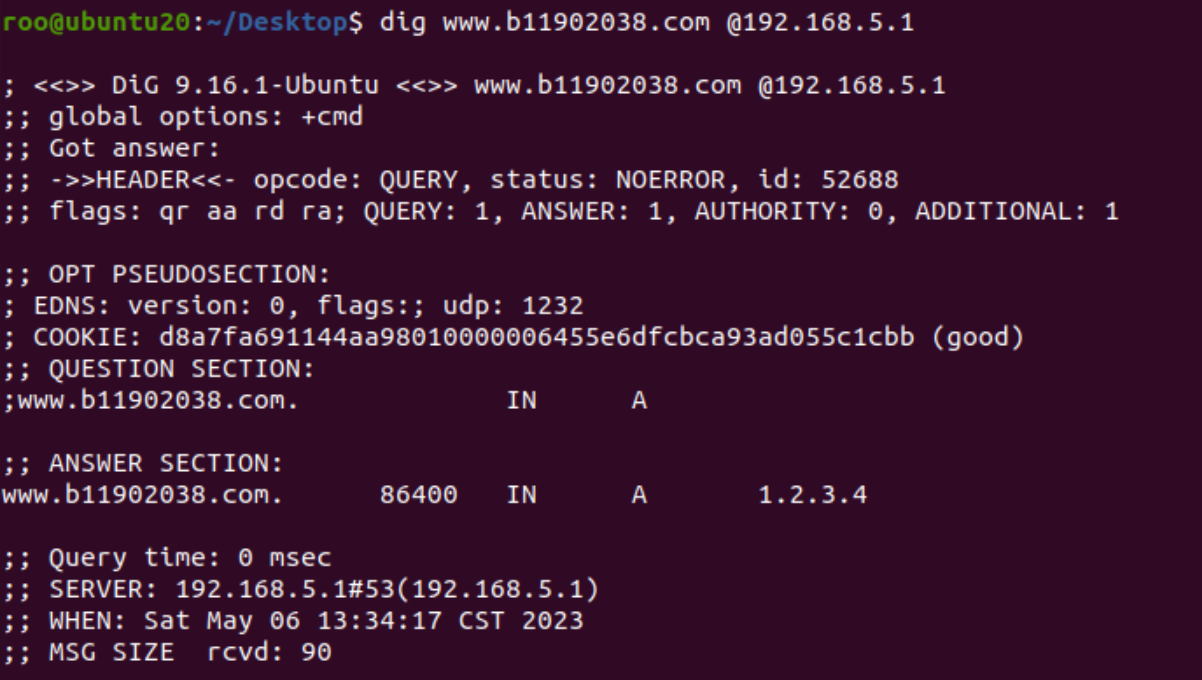 roo@ubuntu20:~/Desktop$ dig www.b11902038.com @192.168.5.1
; <<>> DiG 9.16.1-Ubuntu <<>> www.b11902038.com @192.168.5.1
;; global options: +cmd
;; Got answer:
;; ->>HEADER<<- opcode: QUERY, status: NOERROR, id: 52688
;; flags: qr aa rd ra; QUERY: 1, ANSWER: 1, AUTHORITY: 0, ADDITIONAL: 1
;; OPT PSEUDOSECTION:
; EDNS: version: 0, flags:; udp: 1232
; COOKIE: d8a7fa691144aa98010000006455e6dfcbca93ad055c1cbb (good)
;; QUESTION SECTION:
;www.b11902038.com. IN A
;; ANSWER SECTION:
www.b11902038.com. 86400 IN A 1.2.3.4
;; Query time: 0 msec
;; SERVER: 192.168.5.1#53(192.168.5.1)
;; WHEN: Sat May 06 13:34:17 CST 2023
;; MSG SIZE rcvd: 90